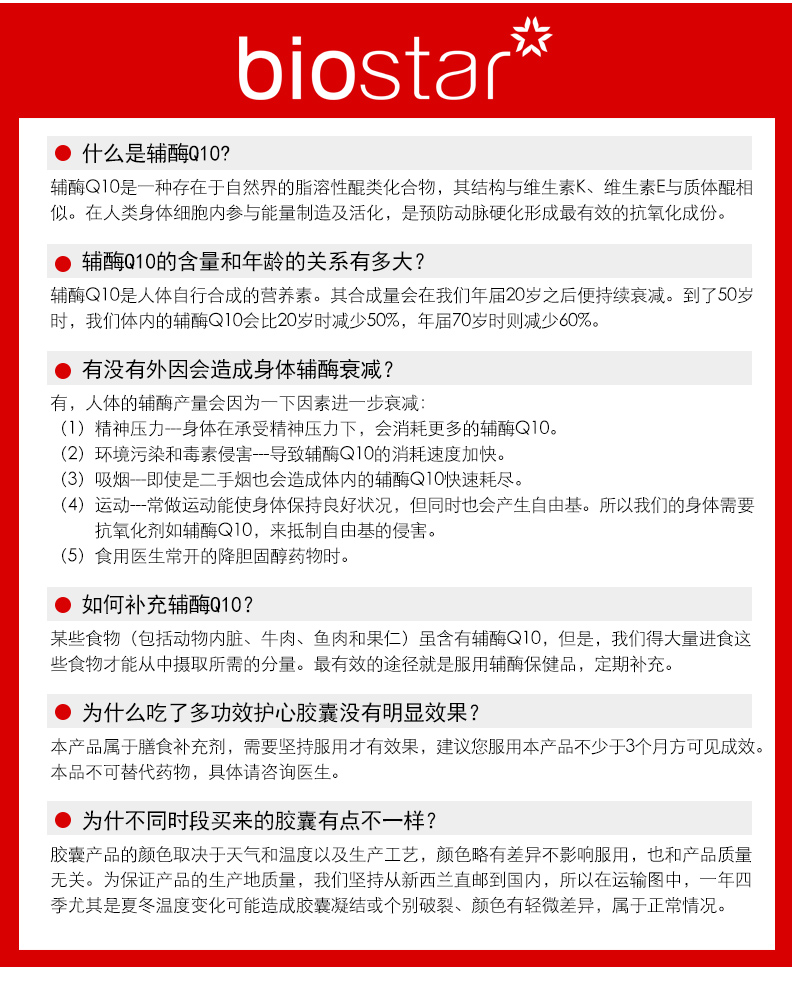 biostar
什么是辅酶Q10?
辅酶Q10是一种存在于自然界的脂溶性醌类化合物，其结构与维生素K、维生素E与质体醌相
似。在人类身体细胞内参与能量制造及活化，是预防动脉硬化形成最有效的抗氧化成份。
辅酶Q10的含量和年龄的关系有多大？
辅酶Q10是人体自行合成的营养素。其合成量会在我们年届20岁之后便持续衰减。到了50岁
时，我们体内的辅酶Q10会比20岁时减少50%，年届70岁时则减少60%。
有没有外因会造成身体辅酶衰减？
有，人体的辅酶产量会因为一下因素进一步衰减：
（1）精神压力---身体在承受精神压力下，会消耗更多的辅酶Q10。
（2）环境污染和毒素侵害---导致辅酶Q10的消耗速度加快。
（3）吸烟---即使是二手烟也会造成体内的辅酶Q10快速耗尽。
（4）运动---常做运动能使身体保持良好状况，但同时也会产生自由基。所以我们的身体需要
抗氧化剂如辅酶Q10，来抵制自由基的侵害。
（5）食用医生常开的降胆固醇药物时。
如何补充辅酶Q10？
某些食物（包括动物内脏、牛肉、鱼肉和果仁）虽含有辅酶Q10，但是，我们得大量进食这
些食物才能从中摄取所需的分量。最有效的途径就是服用辅酶保健品，定期补充。
为什么吃了多功效护心胶囊没有明显效果？
本产品属于膳食补充剂，需要坚持服用才有效果，建议您服用本产品不少于3个月方可见成效。
本品不可替代药物，具体请咨询医生。
为什不同时段买来的胶囊有点不一样？
胶囊产品的颜色取决于天气和温度以及生产工艺，颜色略有差异不影响服用，也和产品质量
无关。为保证产品的生产地质量，我们坚持从新西兰直邮到国内，所以在运输图中，一年四
季尤其是夏冬温度变化可能造成胶囊凝结或个别破裂、颜色有轻微差异，属于正常情况。